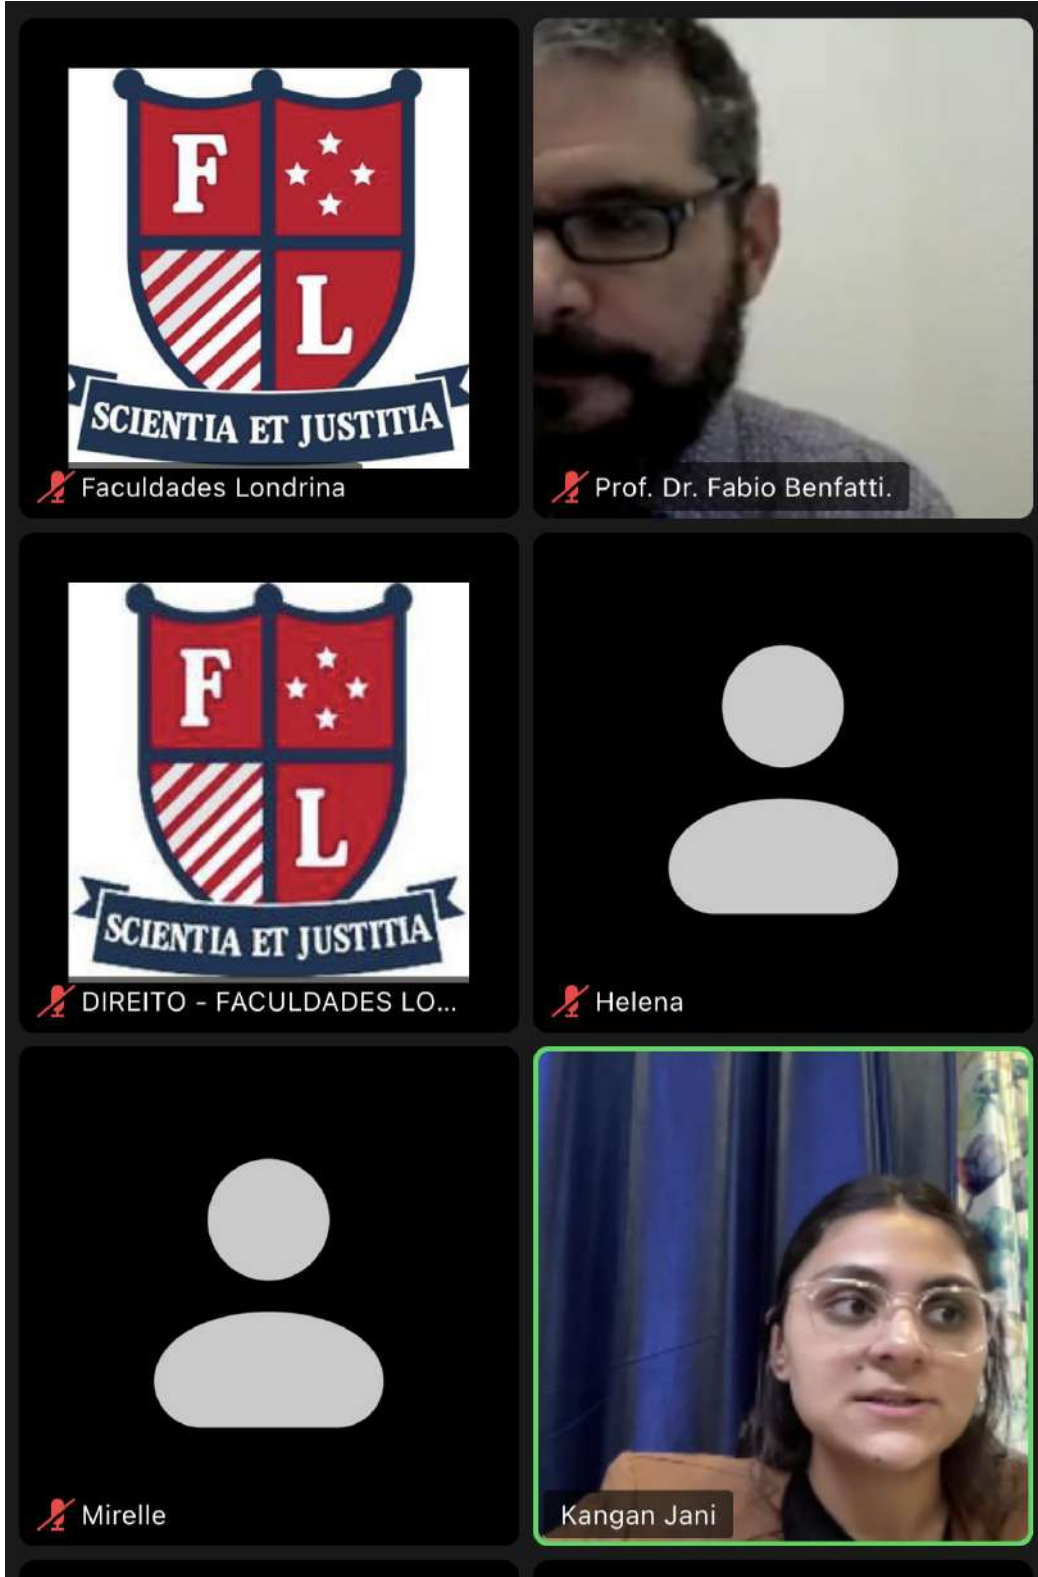 F
L
SCIENTIA ET JUSTITIA
Faculdades Londrina
Prof. Dr. Fabio Benfatti.
F
L
SCIENTIA ET JUSTITIA
DIREITO - FACULDADES LO...
Helena
Mirelle
Kangan Jani